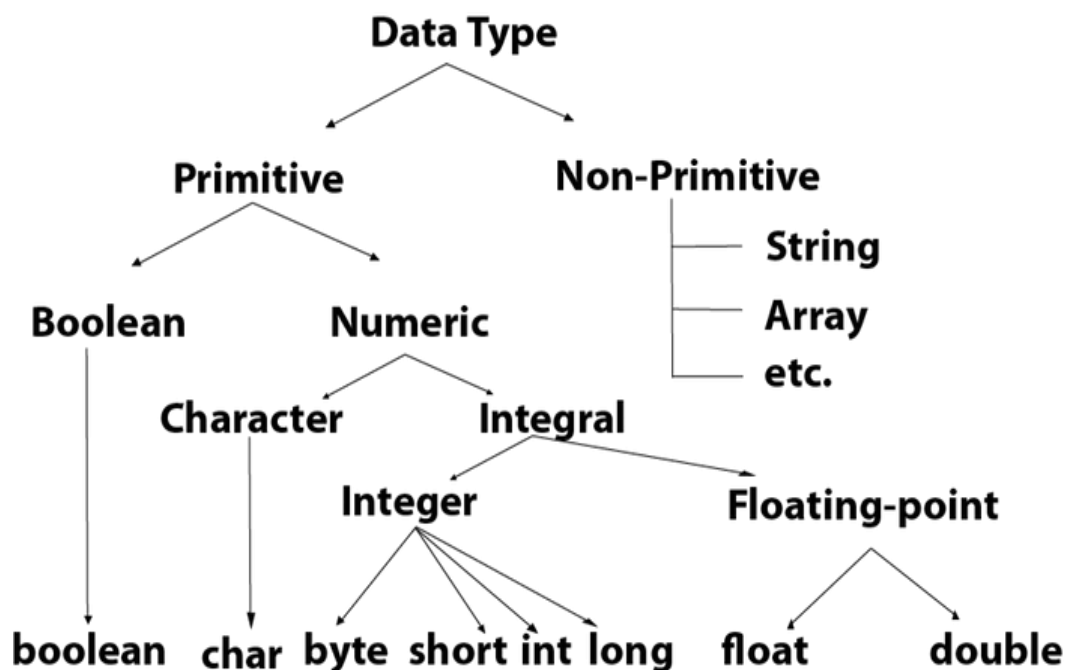 Data Type
Primitive
Non-Primitive
String
Array
etc.
Boolean
Numeric
Character
Integral
Integer
Floating-point
boolean
char
byte
short
int
long
float
double